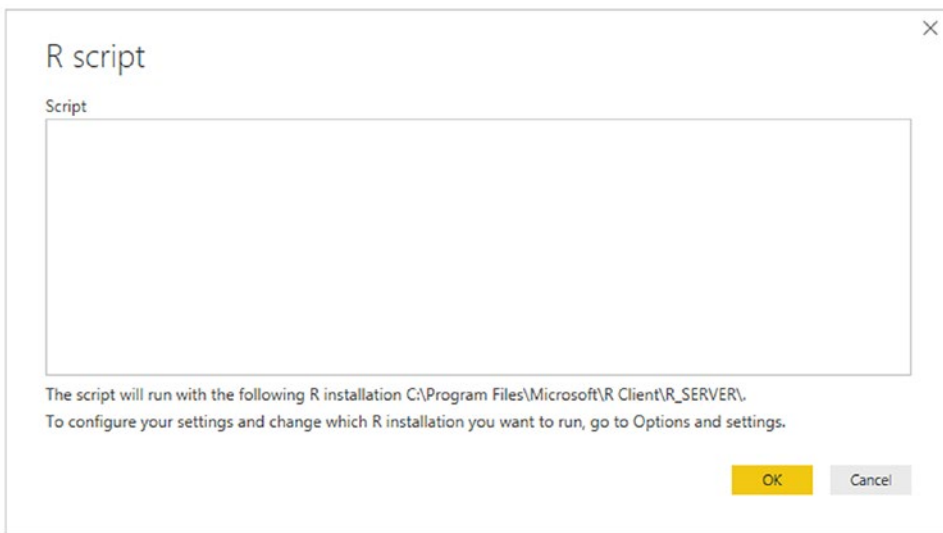 R script
Script
The script will run with the following R installation C:\Program Files\Microsoft\R Client\R_SERVER\.
To configure your settings and change which R installation you want to run, go to Options and settings.
OK Cancel